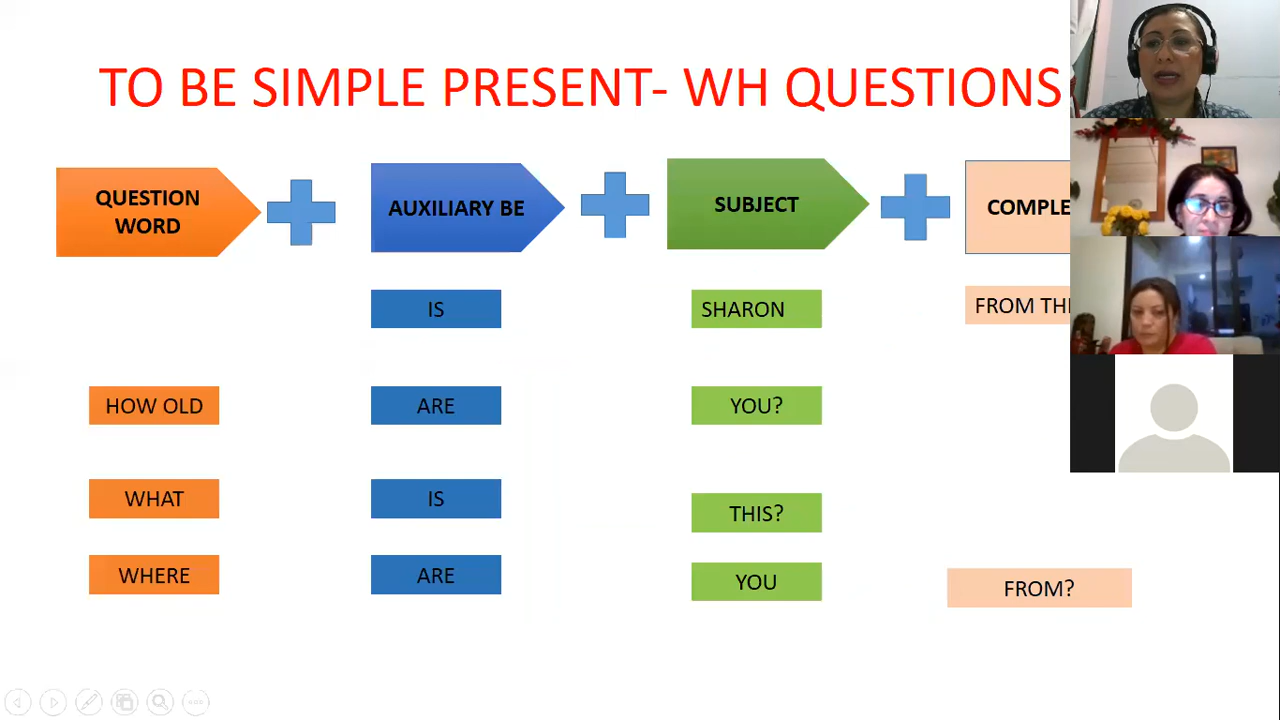 TO BE SIMPLE PRESENT- WH QUESTIONS
QUESTION
WORD
AUXILIARY BE
SUBJECT
COMPLE
IS
SHARON
FROM TH
HOW OLD
ARE
YOU?
WHAT
IS
THIS?
WHERE
ARE
YOU
FROM?